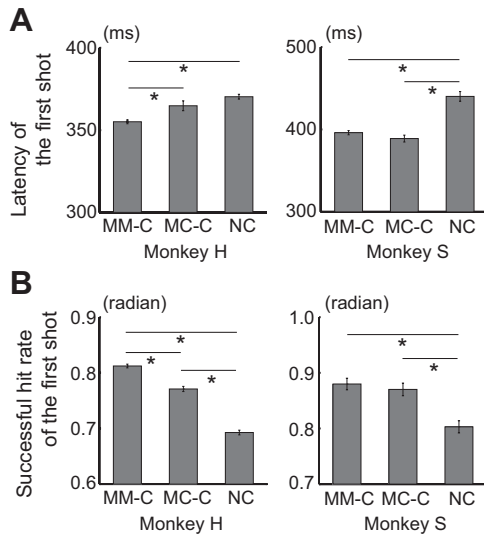 A
(ms)
(ms)
Latency of
the first shot
400
350
300
*
*
500
400
300
*
*
MM-C MC-C NC
MM-C MC-C NC
Monkey H
Monkey S
B
(radian)
(radian)
Successful hit rate
of the first shot
0.9
0.8
0.7
0.6
*
*
*
1.0
0.9
0.8
0.7
*
*
MM-C MC-C NC
MM-C MC-C NC
Monkey H
Monkey S